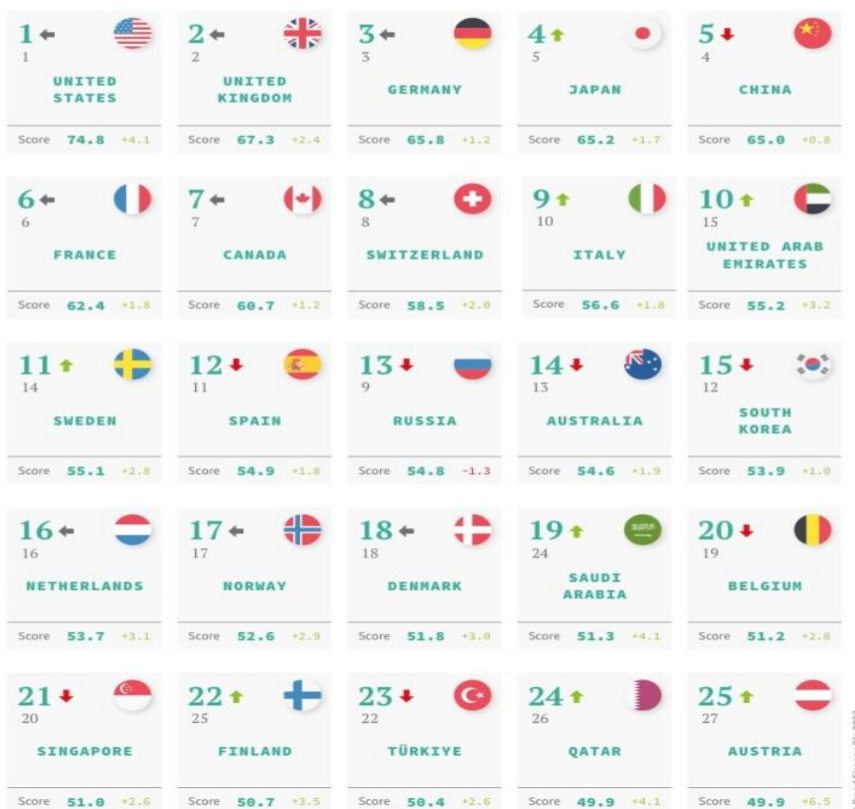 1
1
UNITED
STATES
Score 74.8 +4.1
2
2
UNITED
KINGDOM
Score 67.3 +2.4
3
3
GERMANY
Score 65.8 +1.2
4
5
JAPAN
Score 65.2 +1.7
5
4
CHINA
Score 65.0 +0.8
6
6
FRANCE
Score 62.4 +1.8
7
7
CANADA
Score 60.7 +1.2
8
8
SWITZERLAND
Score 58.5 +2.0
9
10
ITALY
Score 56.6 +1.8
10
15
UNITED ARAB
EMIRATES
Score 55.2 +3.2
11
14
SWEDEN
Score 55.1 +2.8
12
11
SPAIN
Score 54.9 +1.8
13
9
RUSSIA
Score 54.8 -1.3
14
13
AUSTRALIA
Score 54.6 +1.9
15
12
SOUTH
KOREA
Score 53.9 +1.0
16
16
NETHERLANDS
Score 53.7 +3.1
17
17
NORWAY
Score 52.6 +2.9
18
18
DENMARK
Score 51.8 +3.0
19
24
SAUDI
ARABIA
Score 51.3 +4.1
20
19
BELGIUM
Score 51.2 +2.8
21
20
SINGAPORE
Score 51.0 +2.6
22
25
FINLAND
Score 50.7 +3.5
23
22
TÜRKIYE
Score 50.4 +2.6
24
26
QATAR
Score 49.9 +4.1
25
27
AUSTRIA
Score 49.9 +6.5